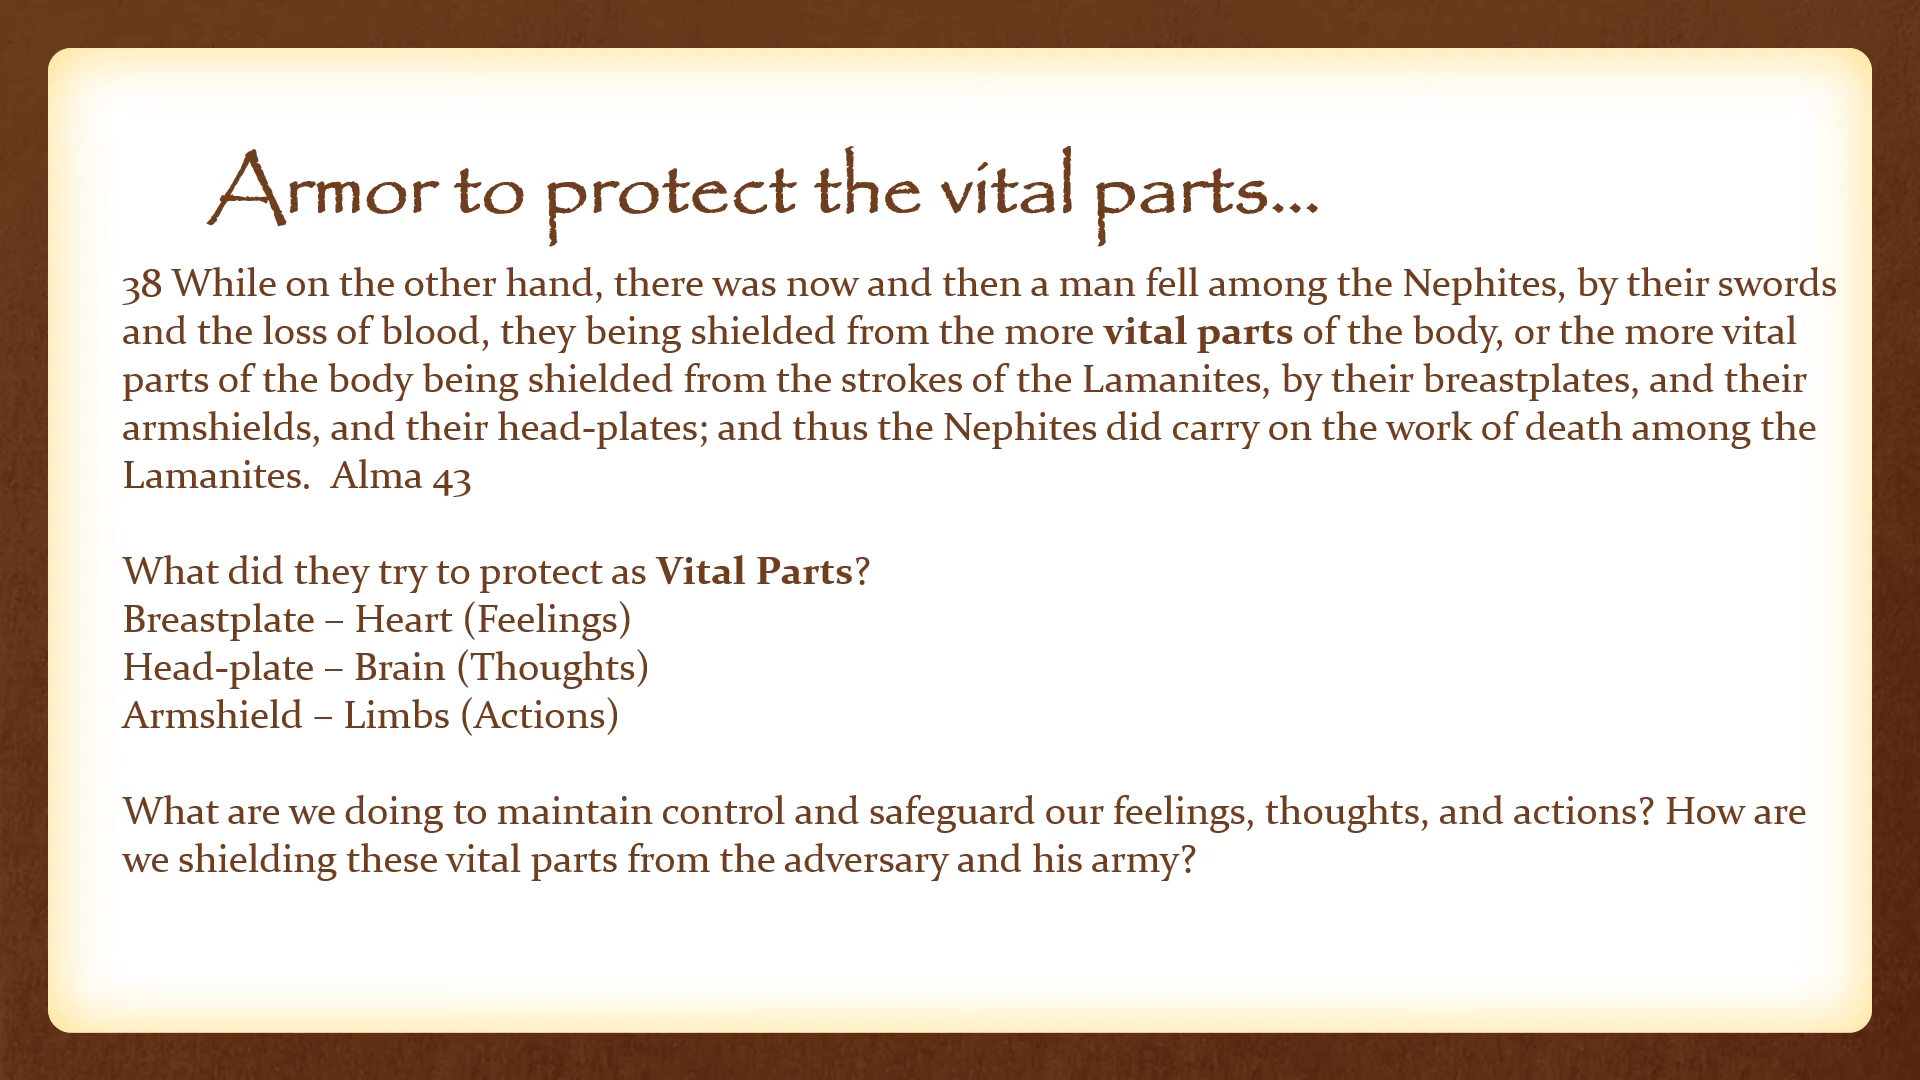 Armor to protect the vital parts...
38 While on the other hand, there was now and then a man fell among the Nephites, by their swords
and the loss of blood, they being shielded from the more vital parts of the body, or the more vital
parts of the body being shielded from the strokes of the Lamanites, by their breastplates, and their
armshields, and their head-plates; and thus the Nephites did carry on the work of death among the
Lamanites.  Alma 43
What did they try to protect as Vital Parts?
Breastplate – Heart (Feelings)
Head-plate – Brain (Thoughts)
Armshield – Limbs (Actions)
What are we doing to maintain control and safeguard our feelings, thoughts, and actions? How are
we shielding these vital parts from the adversary and his army?